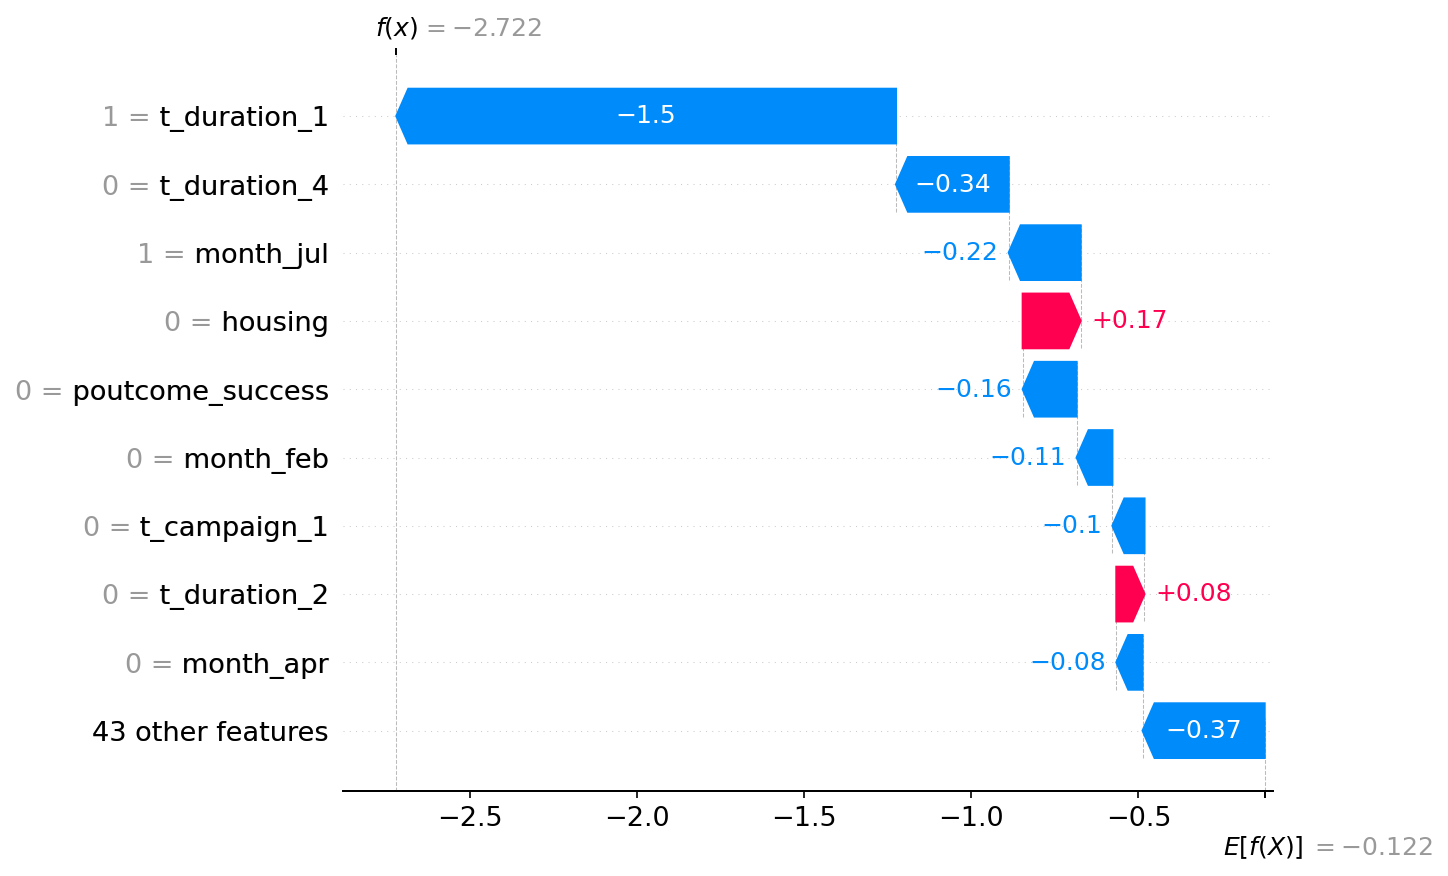 f(x) = −2.722
1 = t_duration_1 −1.5
0 = t_duration_4 −0.34
1 = month_jul −0.22
0 = housing +0.17
0 = poutcome_success −0.16
0 = month_feb −0.11
0 = t_campaign_1 −0.1
0 = t_duration_2 +0.08
0 = month_apr −0.08
43 other features −0.37
−2.5 −2.0 −1.5 −1.0 −0.5
E[f(X)] = −0.122